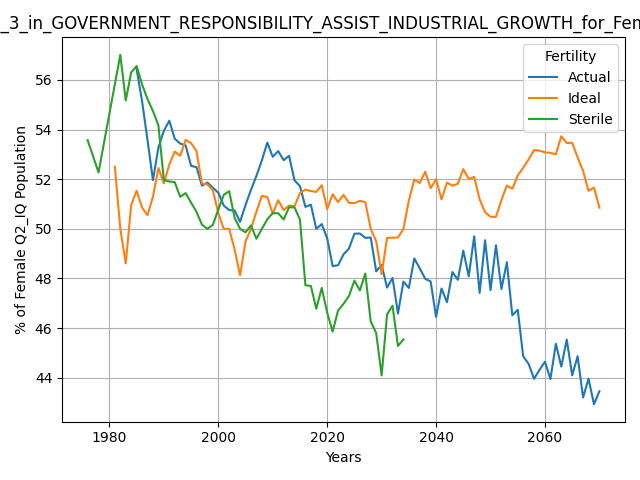 _3_in_GOVERNMENT_RESPONSIBILITY_ASSIST_INDUSTRIAL_GROWTH_for_Fem
Fertility
Actual
Ideal
Sterile
% of Female Q2_IQ Population
56
54
52
50
48
46
44
1980
2000
2020
2040
2060
Years